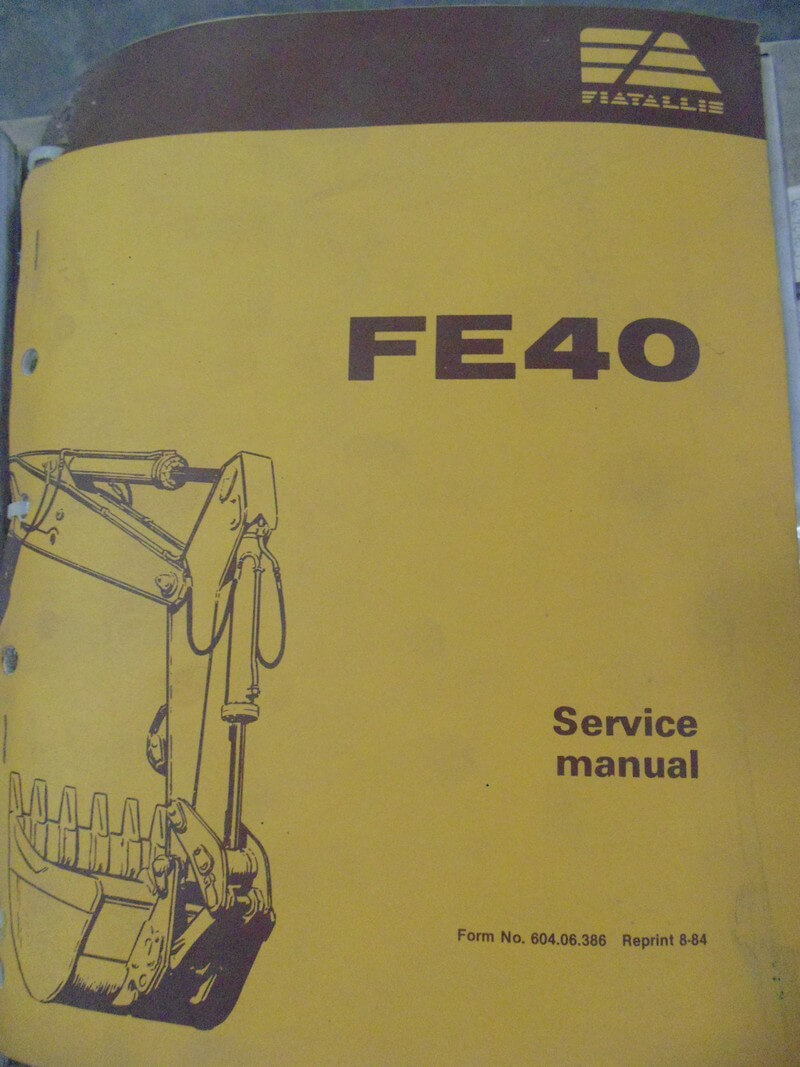 FIATALLIS
FE40
Service
manual
Form No. 604.06.386 Reprint 8-84